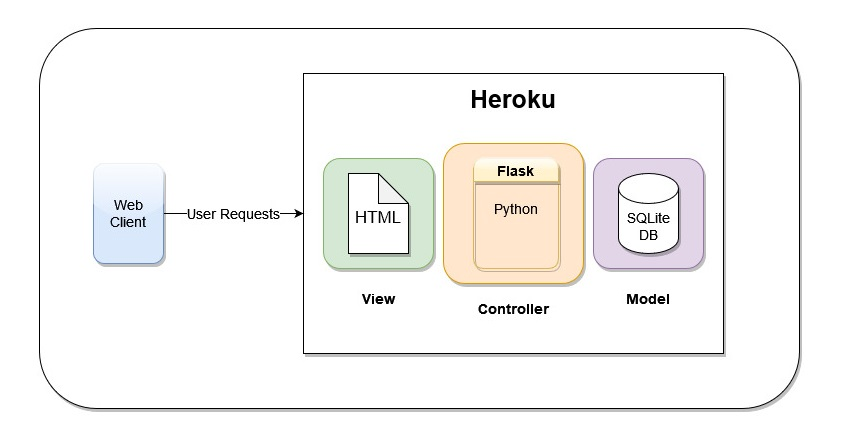 Heroku
Web
Client
User Requests
HTML
Flask
Python
SQLite
DB
View
Controller
Model